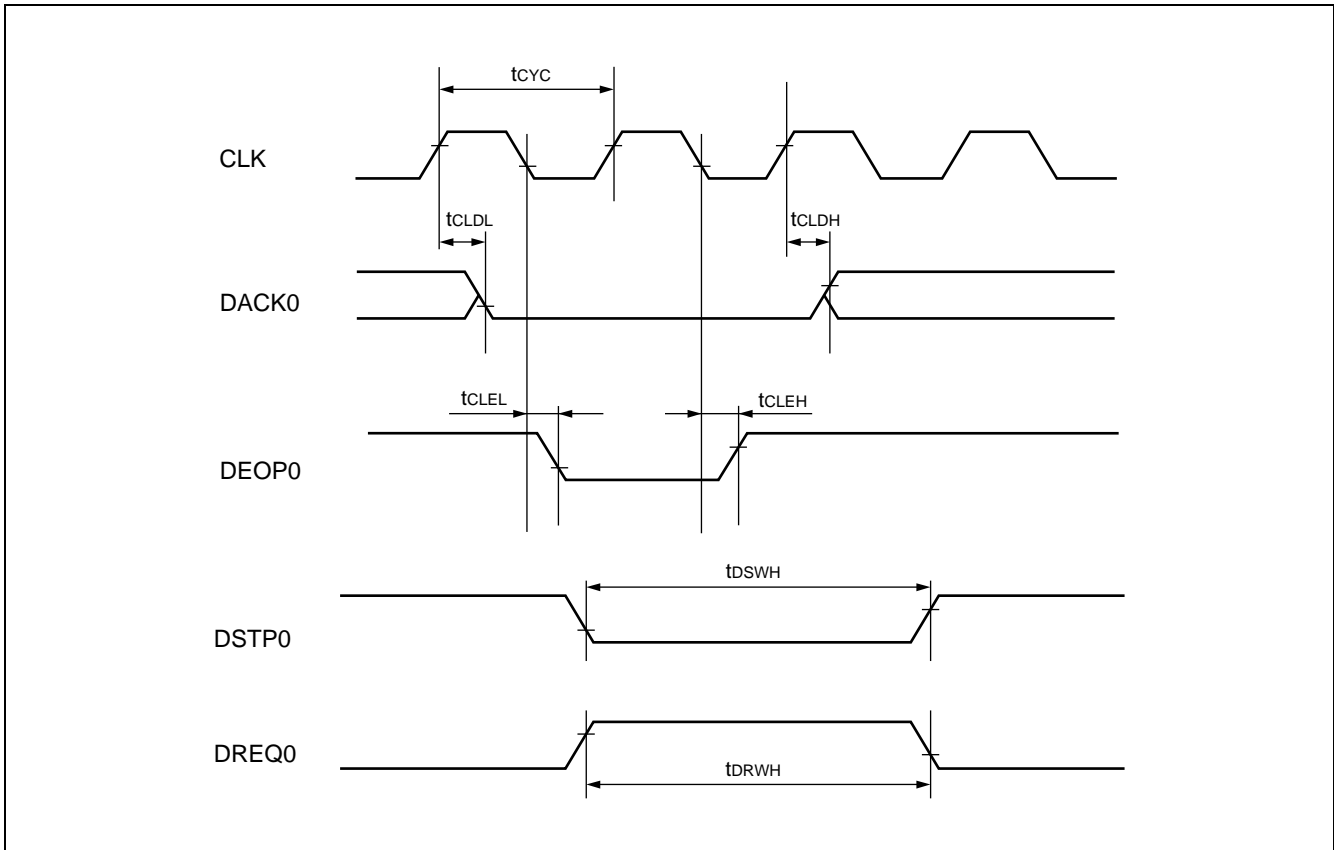 tCYC
CLK
tCLDL
tCLDH
DACK0
tCLEL
tCLEH
DEOP0
tDSWH
DSTP0
DREQ0
tDRWH